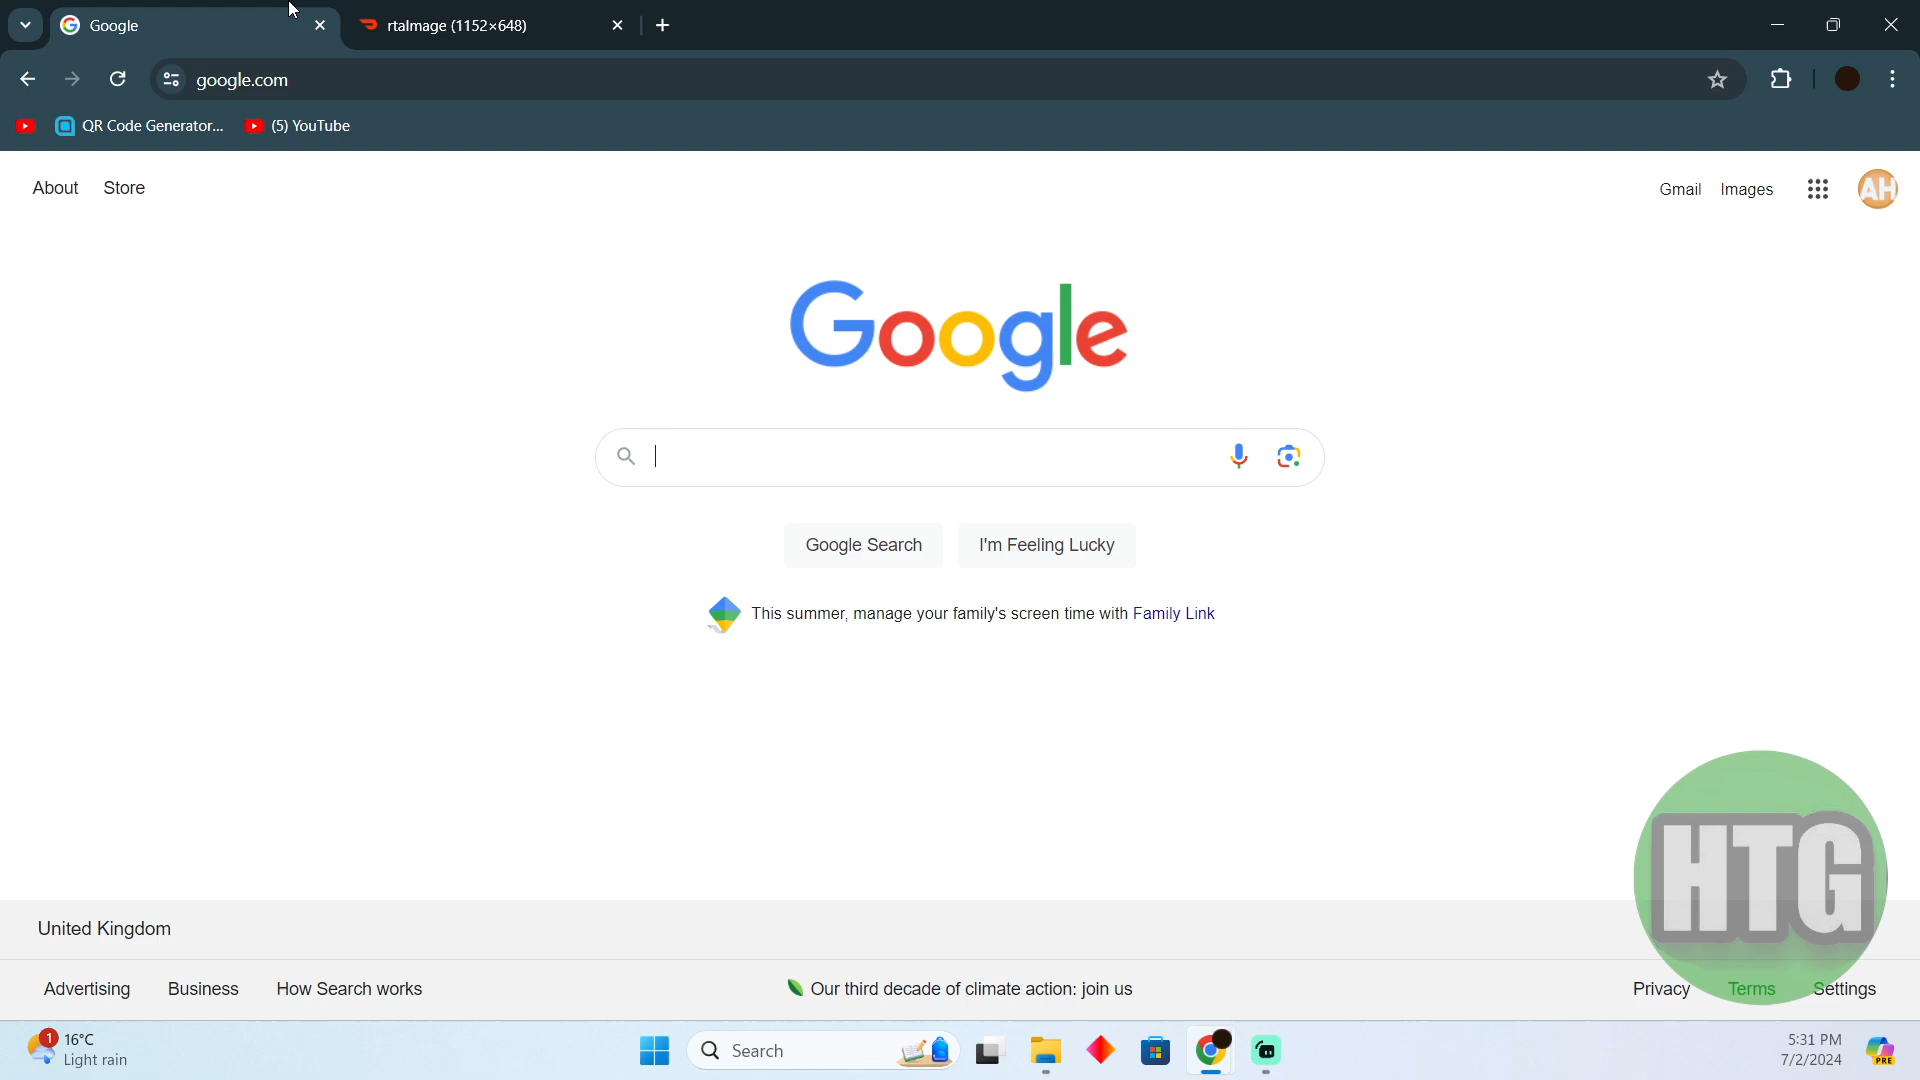 Google
rtaImage (1152×648)
google.com
QR Code Generator...
(5) YouTube
About
Store
Gmail
Images
AH
Google
Google Search
I'm Feeling Lucky
This summer, manage your family's screen time with Family Link
HTG
United Kingdom
Advertising
Business
How Search works
Our third decade of climate action: join us
Privacy
Terms
Settings
1
16°C
Light rain
Search
PRE
5:31 PM
7/2/2024